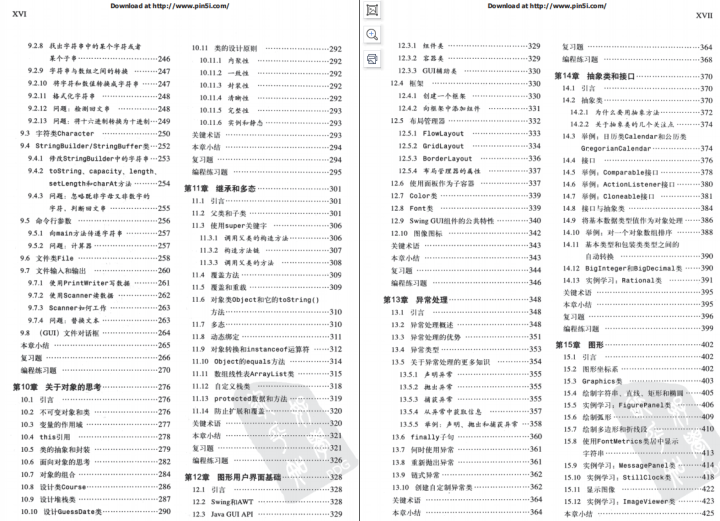 Download at http://www.pin5i.com/
XVI
9.2.8 找出字符串中的某个字符或者
某个子串 246
9.2.9 字符串与数组之间的转换 247
9.2.10 将字符和数值转换成字符串 247
9.2.11 格式化字符串 248
9.2.12 问题：检测回文串 248
9.2.13 问题：将十六进制转换为十进制 249
9.3 字符类Character 250
9.4 StringBuilder/StringBuffer类 252
9.4.1 修改StringBuilder中的字符串 253
9.4.2 toString、capacity、length、
setLength和charAt方法 254
9.4.3 问题：忽略既非字母又非数字的
字符，判断回文串 255
9.5 命令行参数 256
9.5.1 向main方法传递字符串 257
9.5.2 问题：计算器 257
9.6 文件类File 258
9.7 文件输入和输出 260
9.7.1 使用PrintWriter写数据 261
9.7.2 使用Scanner读数据 262
9.7.3 Scanner如何工作 263
9.7.4 问题：替换文本 263
9.8 （GUI）文件对话框 264
本章小结 265
复习题 266
编程练习题 270
第10章 关于对象的思考 276
10.1 引言 276
10.2 不可变对象和类 276
10.3 变量的作用域 277
10.4 this引用 278
10.5 类的抽象和封装 279
10.6 面向对象的思考 282
10.7 对象的组合 284
10.8 设计类Course 286
10.9 设计堆栈类 287
10.10 设计GuessDate类 290
10.11 类的设计原则 292
10.11.1 内聚性 292
10.11.2 一致性 292
10.11.3 封装性 292
10.11.4 清晰性 292
10.11.5 完整性 293
10.11.6 实例和静态 293
关键术语 293
本章小结 294
复习题 294
编程练习题 295
第11章 继承和多态 301
11.1 引言 301
11.2 父类和子类 301
11.3 使用super关键字 306
11.3.1 调用父类的构造方法 306
11.3.2 构造方法链 307
11.3.3 调用父类的方法 308
11.4 覆盖方法 309
11.5 覆盖和重载 309
11.6 对象类Object和它的toString()
方法 310
11.7 多态 310
11.8 动态绑定 311
11.9 对象转换和instanceof运算符 312
11.10 Object的equals方法 314
11.11 数组线性表ArrayList类 315
11.12 自定义栈类 318
11.13 protected数据和方法 319
11.14 防止扩展和覆盖 320
关键术语 320
本章小结 321
复习题 321
编程练习题 326
第12章 图形用户界面基础 328
12.1 引言 328
12.2 Swing和AWT 328
12.3 Java GUI API 329
Download at http://www.pin5i.com/
XVII
12.3.1 组件类 329
12.3.2 容器类 329
12.3.3 GUI辅助类 330
12.4 框架 330
12.4.1 创建一个框架 330
12.4.2 向框架中添加组件 331
12.5 布局管理器 332
12.5.1 FlowLayout 333
12.5.2 GridLayout 334
12.5.3 BorderLayout 336
12.5.4 布局管理器的属性 337
12.6 使用面板作为子容器 337
12.7 Color类 339
12.8 Font类 339
12.9 Swing GUI组件的公共特性 340
12.10 图像图标 342
关键术语 343
本章小结 343
复习题 344
编程练习题 346
第13章 异常处理 348
13.1 引言 348
13.2 异常处理概述 348
13.3 异常处理的优势 351
13.4 异常类型 353
13.5 关于异常处理的更多知识 354
13.5.1 声明异常 355
13.5.2 抛出异常 355
13.5.3 捕获异常 355
13.5.4 从异常中获取信息 357
13.5.5 举例：声明、抛出和捕获异常 358
13.6 finally子句 360
13.7 何时使用异常 361
13.8 重新抛出异常 361
13.9 链式异常 362
13.10 创建自定制异常类 362
关键术语 364
本章小结 364
复习题 364
编程练习题 368
第14章 抽象类和接口 370
14.1 引言 370
14.2 抽象类 370
14.2.1 为什么要用抽象方法 372
14.2.2 关于抽象类的几个关注点 374
14.3 举例：日历类Calendar和公历类
GregorianCalendar 374
14.4 接口 376
14.5 举例：Comparable接口 378
14.6 举例：ActionListener接口 380
14.7 举例：Cloneable接口 381
14.8 接口与抽象类 384
14.9 将基本数据类型值作为对象处理 386
14.10 举例：对一个对象数组排序 388
14.11 基本类型和包装类类型之间的
自动转换 390
14.12 BigInteger和BigDecimal类 390
14.13 实例学习：Rational类 391
关键术语 395
本章小结 395
复习题 396
编程练习题 399
第15章 图形 402
15.1 引言 402
15.2 图形坐标系 402
15.3 Graphics类 403
15.4 绘制字符串、直线、矩形和椭圆 405
15.5 实例学习：FigurePanel类 406
15.6 绘制弧形 409
15.7 绘制多边形和折线段 410
15.8 使用FontMetrics类居中显示
字符串 413
15.9 实例学习：MessagePanel类 414
15.10 实例学习：StillClock类 418
15.11 显示图像 422
15.12 实例学习：ImageViewer类 423
本章小结 425